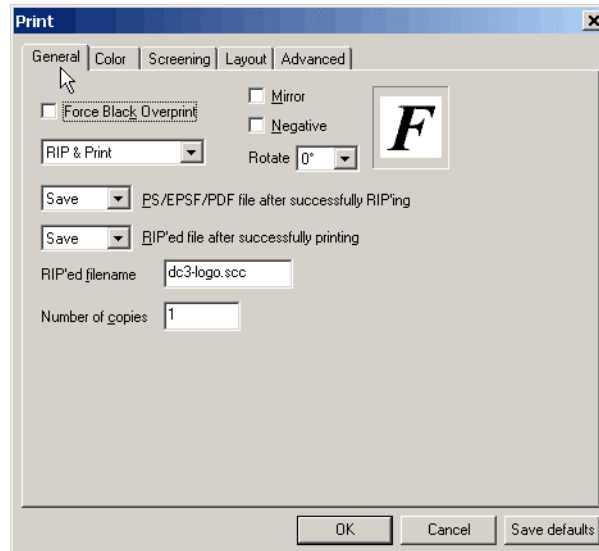 Print
General Color Screening Layout Advanced
Force Black Overprint
Mirror
Negative
RIP & Print
Rotate 0°
F
Save PS/EPSF/PDF file after successfully RIP'ing
Save RIP'ed file after successfully printing
RIP'ed filename dc3-logo.scc
Number of copies 1
OK Cancel Save defaults